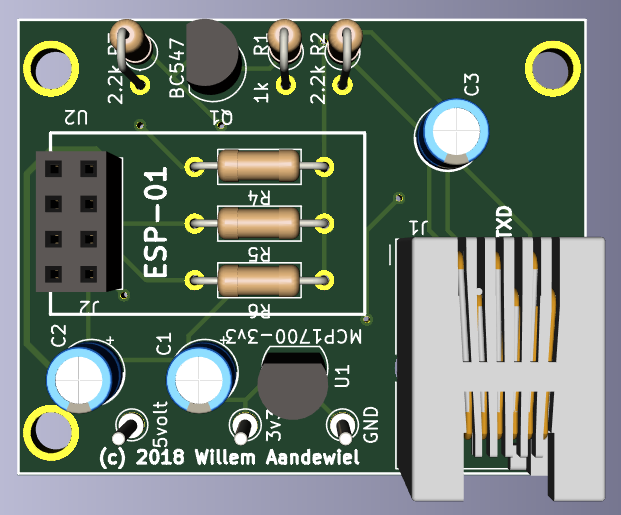 R1
R2
2.2k
BC547
1k
2.2k
C3
U2
Q1
ESP-01
R4
R5
R6
J1
TXD
J2
C2
+
C1
+
MCP1700-3v3
U1
5volt
3v3
GND
(c) 2018 Willem Aandewiel